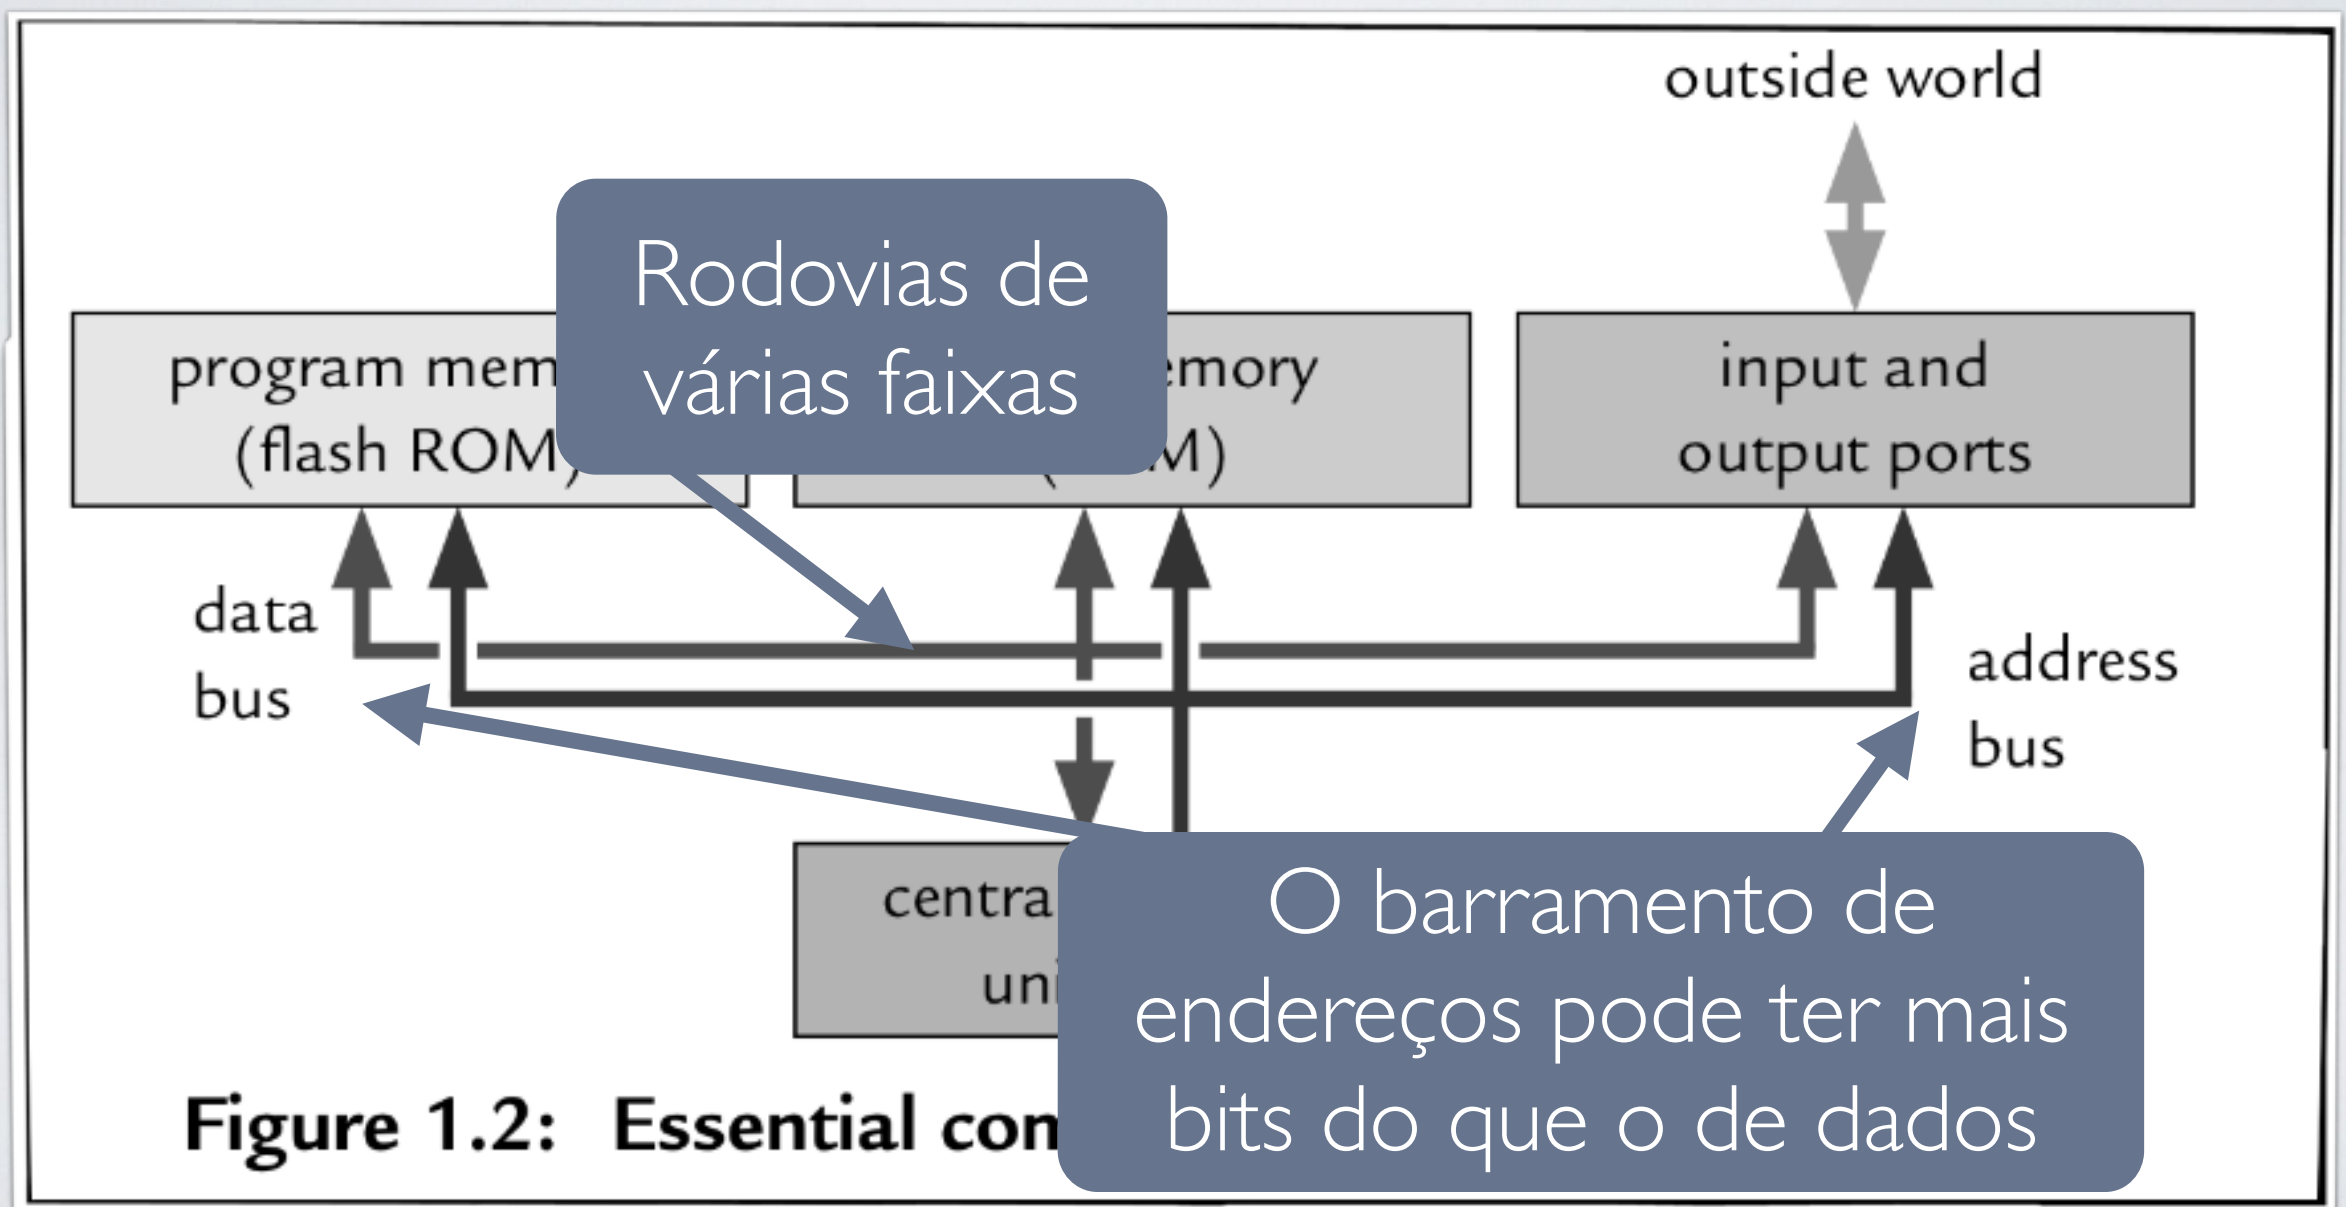 outside world
Rodovias de
várias faixas
program mem
(flash ROM)
emory
M)
input and
output ports
data
bus
address
bus
centra
uni
O barramento de
endereços pode ter mais
bits do que o de dados
Figure 1.2: Essential con